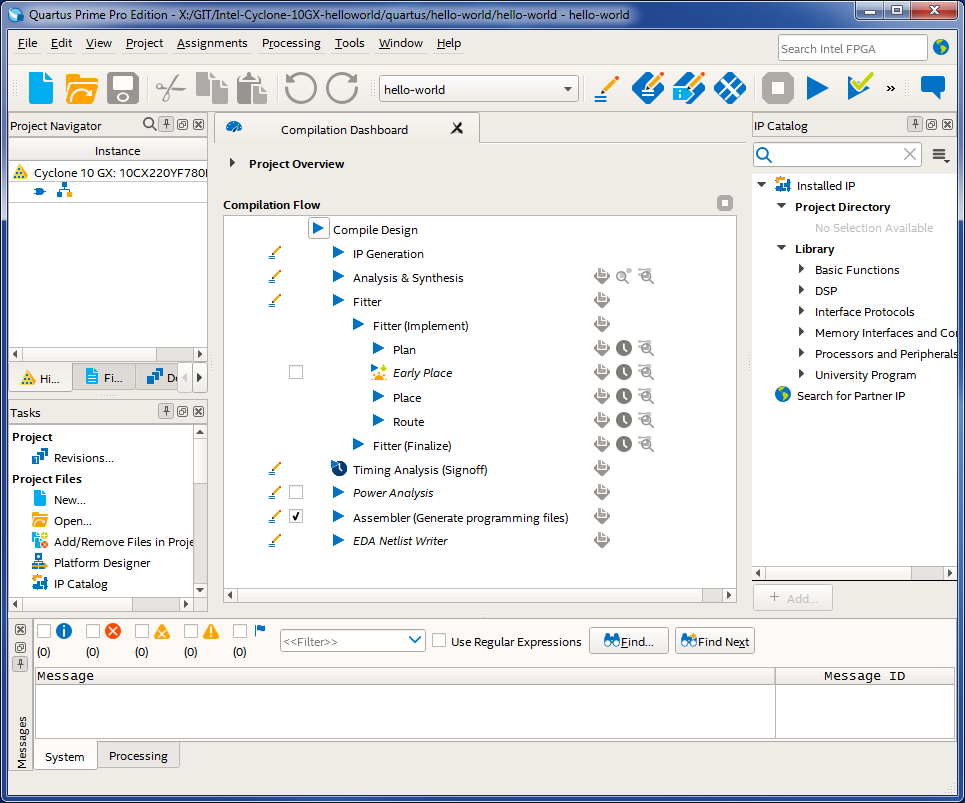 Quartus Prime Pro Edition - X:/GIT/Intel-Cyclone-10GX-helloworld/quartus/hello-world/hello-world - hello-world
File Edit View Project Assignments Processing Tools Window Help
Search Intel FPGA
hello-world
»
Project Navigator
Instance
Cyclone 10 GX: 10CX220YF780
Hi...
Fi...
De
Tasks
Project
Revisions...
Project Files
New...
Open...
Add/Remove Files in Proje
Platform Designer
IP Catalog
Compilation Dashboard
Project Overview
Compilation Flow
Compile Design
IP Generation
Analysis & Synthesis
Fitter
Fitter (Implement)
Plan
Early Place
Place
Route
Fitter (Finalize)
Timing Analysis (Signoff)
Power Analysis
Assembler (Generate programming files)
EDA Netlist Writer
IP Catalog
Installed IP
Project Directory
No Selection Available
Library
Basic Functions
DSP
Interface Protocols
Memory Interfaces and Co
Processors and Peripherals
University Program
Search for Partner IP
+ Add...
(0) (0) (0) (0) (0)
<<Filter>>
Use Regular Expressions
Find...
Find Next
Message Message ID
System Processing
Messages